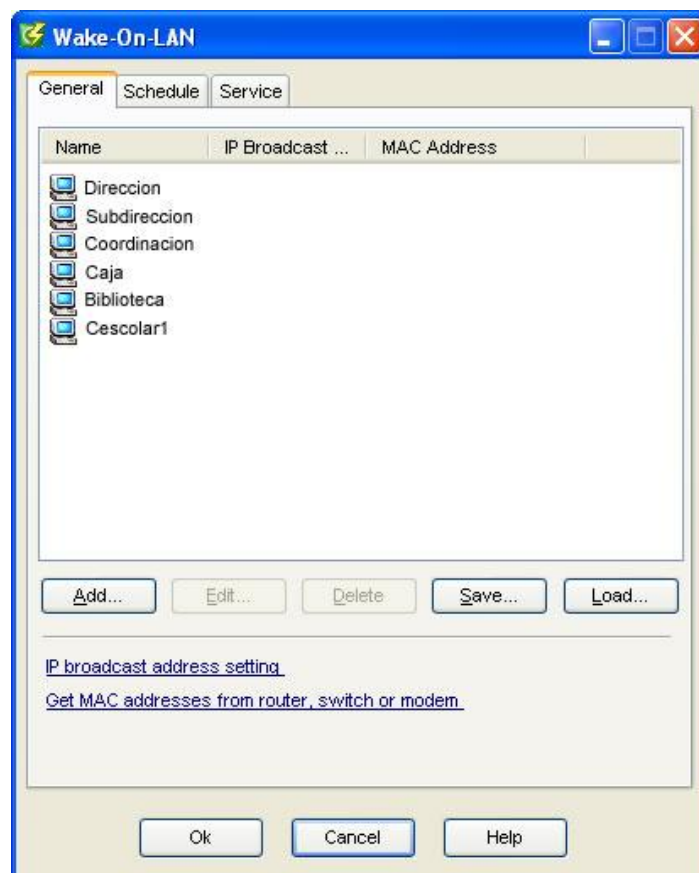 Wake-On-LAN
General Schedule Service
Name IP Broadcast ... MAC Address
Direccion
Subdireccion
Coordinacion
Caja
Biblioteca
Cescolar1
Add... Edit... Delete Save... Load...
IP broadcast address setting
Get MAC addresses from router, switch or modem
Ok Cancel Help